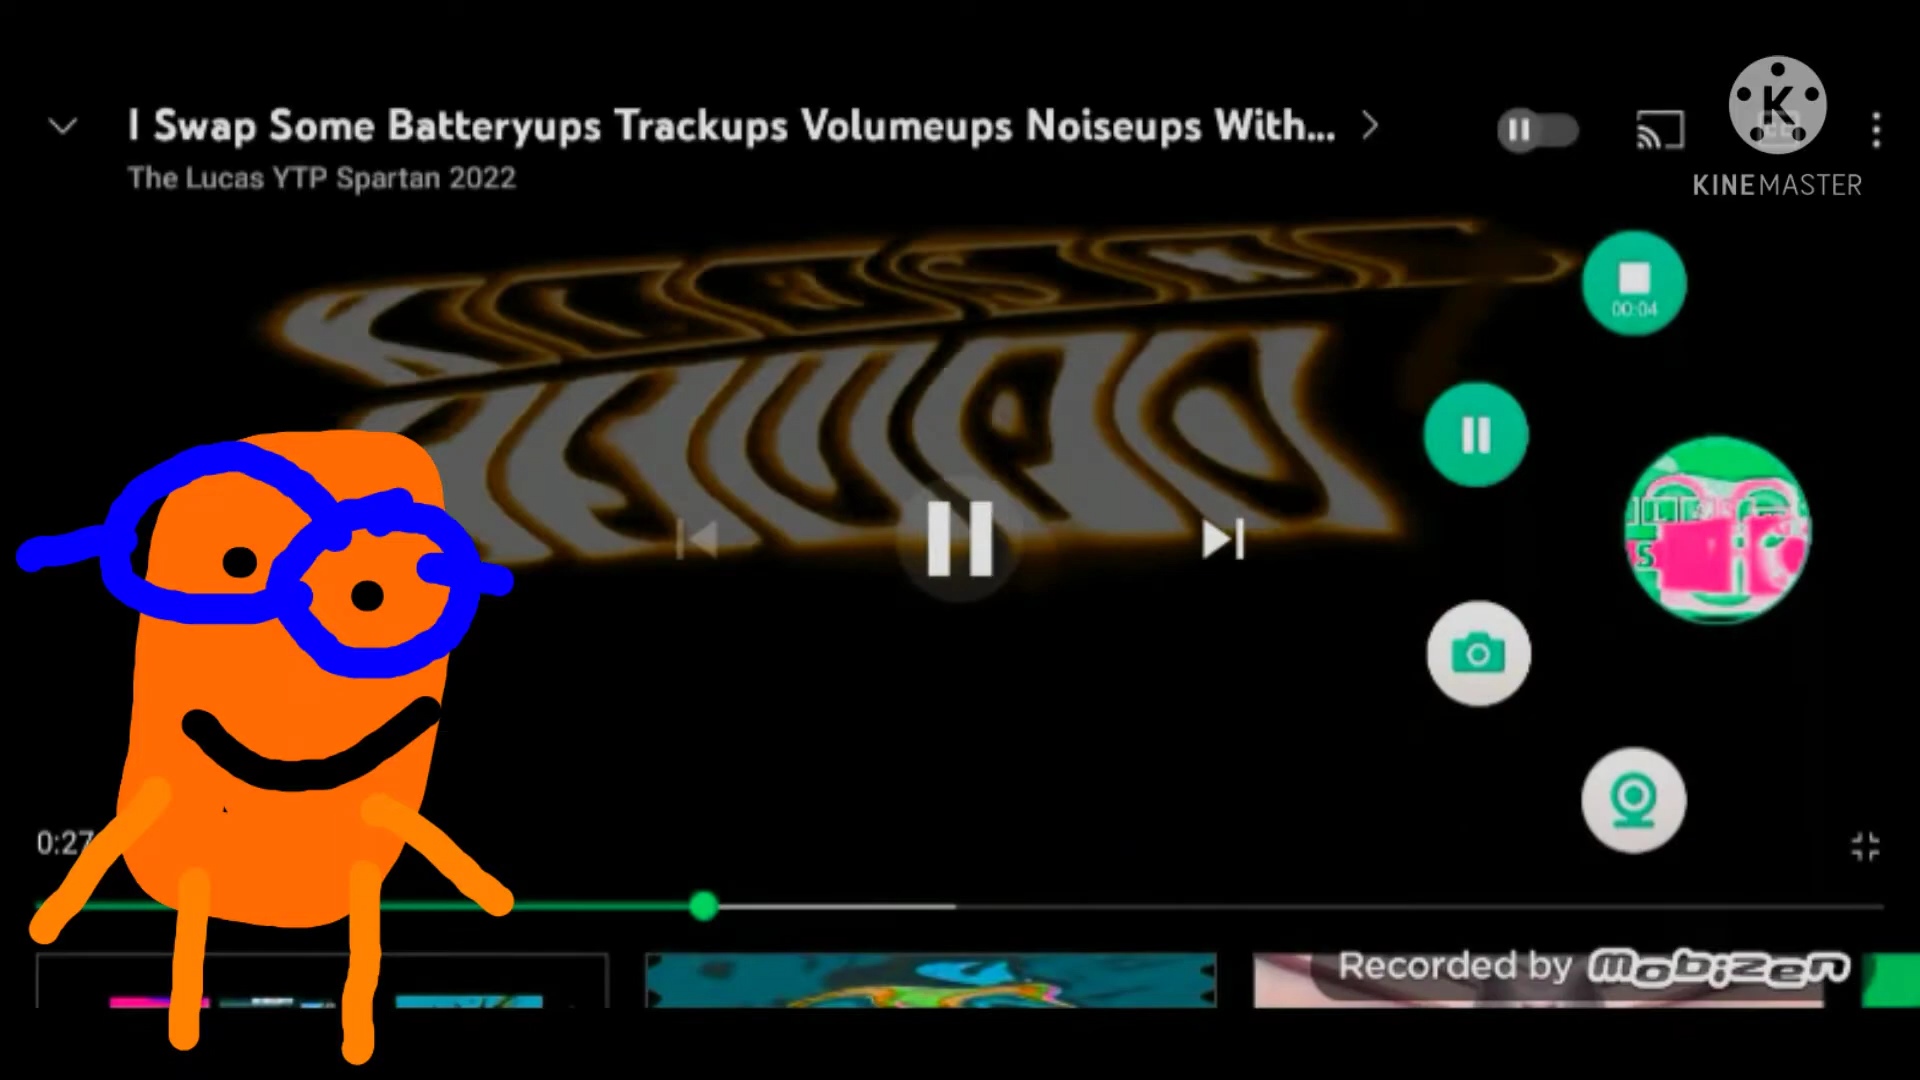 I Swap Some Batteryups Trackups Volumeups Noiseups With...
The Lucas YTP Spartan 2022
K
KINEMASTER
00:04
0:27
Recorded by Mobizen